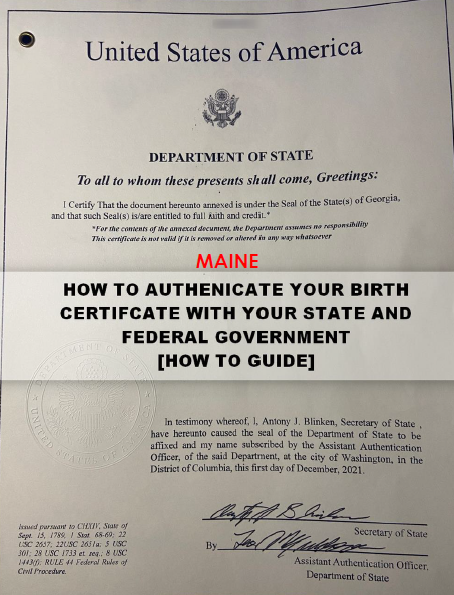 United States of America
DEPARTMENT OF STATE
To all to whom these presents shall come, Greetings:
I Certify That the document hereunto annexed is under the Seal of the State(s) of Georgia,
and that such Seal(s) is/are entitled to full faith and credit.*
*For the contents of the annexed document, the Department assumes no responsibility
This certificate is not valid if it is removed or altered in any way whatsoever
MAINE
HOW TO AUTHENICATE YOUR BIRTH
CERTIFCATE WITH YOUR STATE AND
FEDERAL GOVERNMENT
[HOW TO GUIDE]
In testimony whereof, I, Antony J. Blinken, Secretary of State ,
have hereunto caused the seal of the Department of State to be
affixed and my name subscribed by the Assistant Authentication
Officer, of the said Department, at the city of Washington, in the
District of Columbia, this first day of December, 2021.
Issued pursuant to CHXIV, State of
Sept. 15, 1789, 1 Stat. 68-69; 22
USC 2657; 22USC 2651a; 5 USC
301; 28 USC 1733 et. seq.; 8 USC
1443(f); RULE 44 Federal Rules of
Civil Procedure.
Secretary of State
By
Assistant Authentication Officer,
Department of State